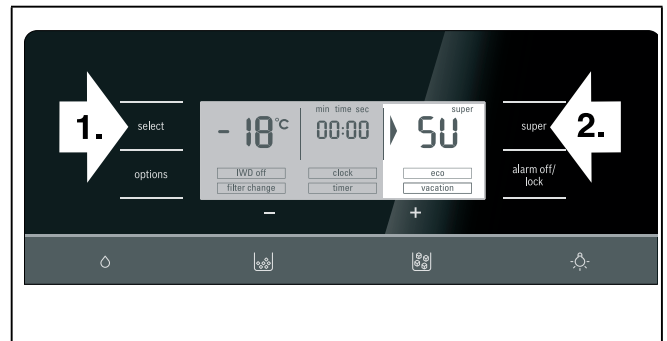 min time sec
super
1.
select
- 18°C
00:00
SU
super
2.
options
IWD off
clock
eco
alarm off/
lock
filter change
timer
vacation
−
+